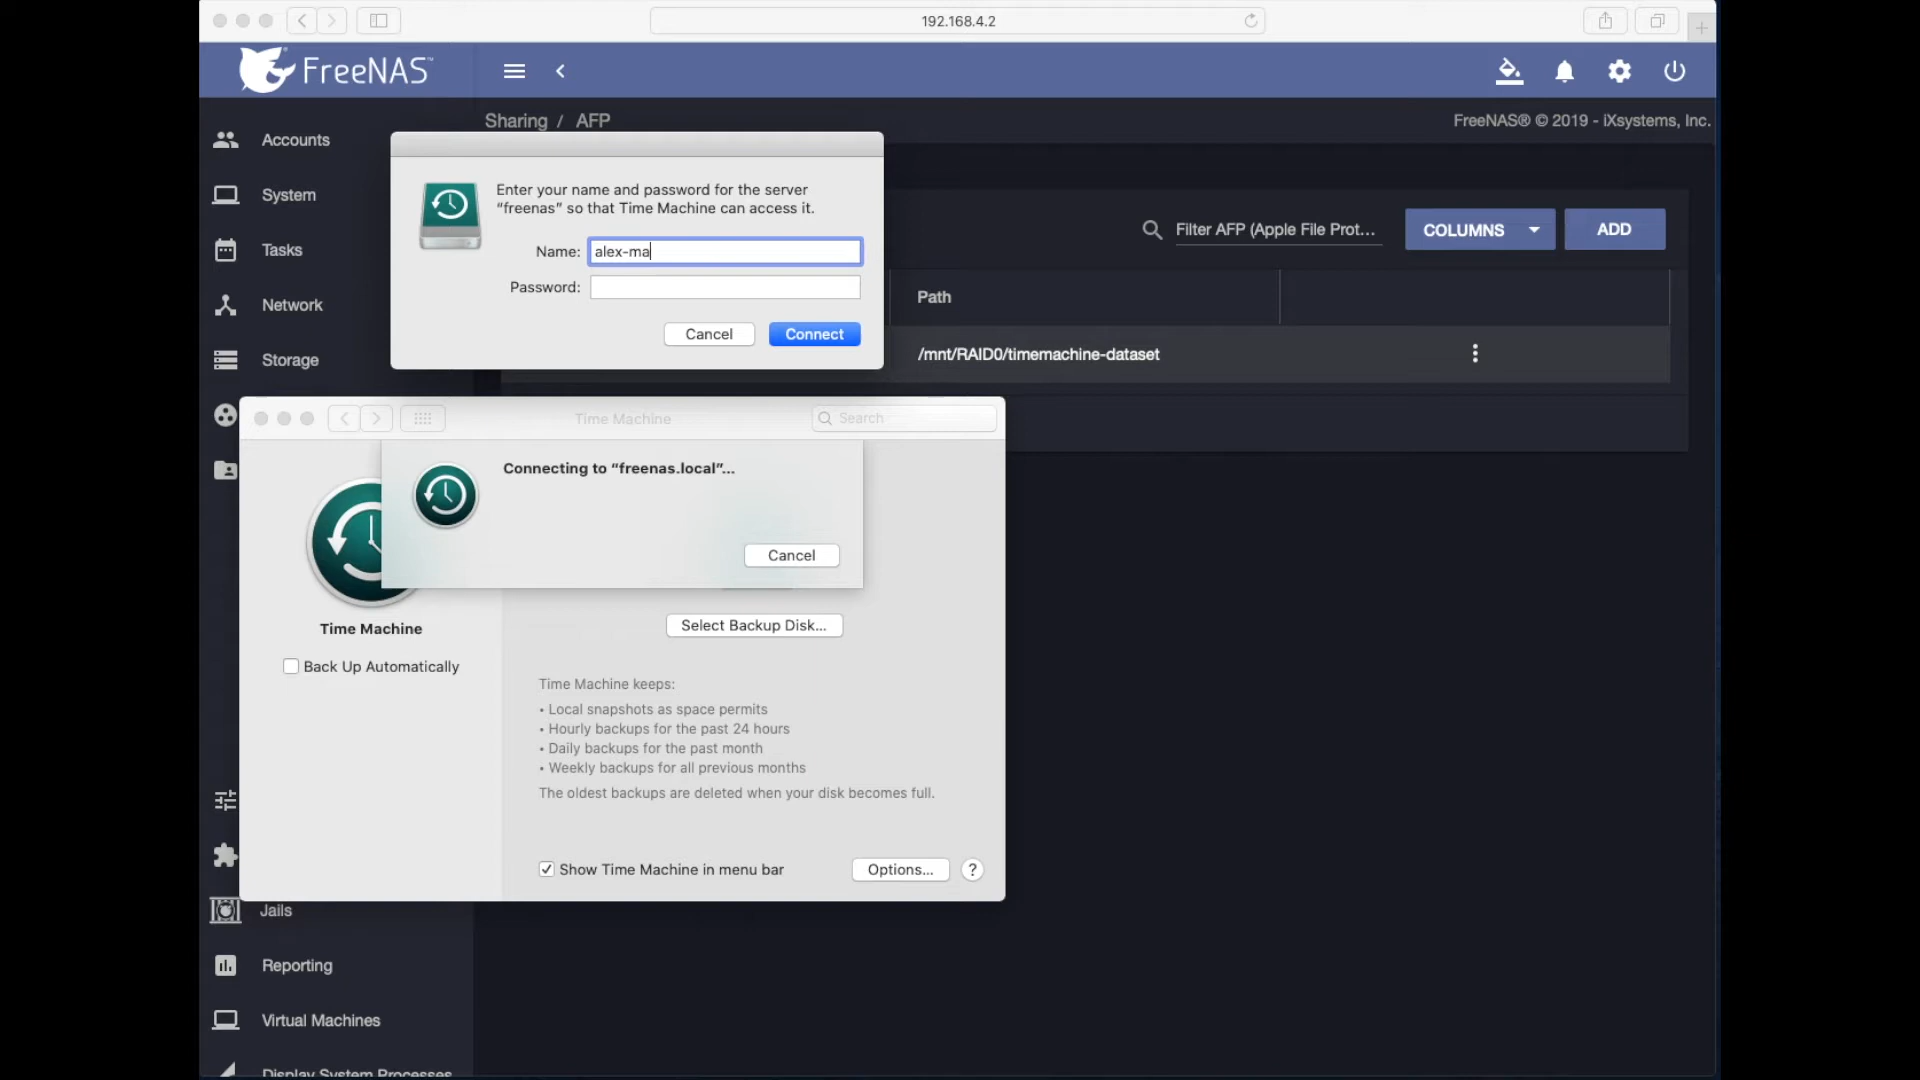 192.168.4.2
FreeNAS™
Sharing / AFP
FreeNAS® © 2019 - iXsystems, Inc.
Accounts
System
Tasks
Network
Storage
Enter your name and password for the server
“freenas” so that Time Machine can access it.
Name: alex-ma
Password:
Cancel
Connect
Filter AFP (Apple File Prot...
COLUMNS
ADD
Path
/mnt/RAID0/timemachine-dataset
Time Machine
Search
Connecting to “freenas.local”...
Cancel
Select Backup Disk...
Time Machine
Back Up Automatically
Time Machine keeps:
• Local snapshots as space permits
• Hourly backups for the past 24 hours
• Daily backups for the past month
• Weekly backups for all previous months
The oldest backups are deleted when your disk becomes full.
Show Time Machine in menu bar
Options...
?
Jails
Reporting
Virtual Machines
Display System Processes